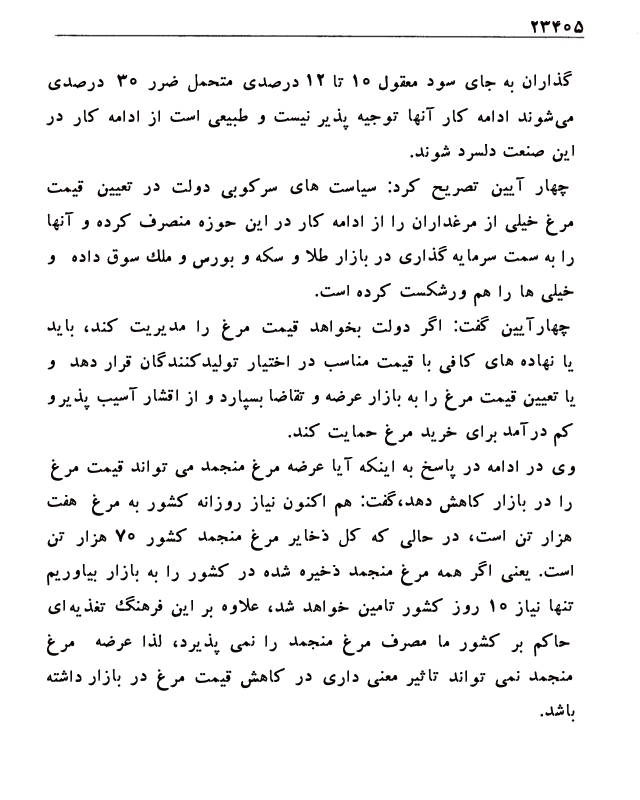 ۲۳۴۰۵
گذاران به جای سود معقول ۱۰ تا ۱۲ درصدی متحمل ضرر ۳۰ درصدی
می‌شوند ادامه کار آنها توجیه پذیر نیست و طبیعی است از ادامه کار در
این صنعت دلسرد شوند.
چهار آیین تصریح کرد: سیاست های سرکوبی دولت در تعیین قیمت
مرغ خیلی از مرغداران را از ادامه کار در این حوزه منصرف کرده و آنها
را به سمت سرمایه گذاری در بازار طلا و سکه و بورس و ملك سوق داده و
خیلی ها را هم ورشکست کرده است.
چهارآیین گفت: اگر دولت بخواهد قیمت مرغ را مدیریت کند، باید
یا نهاده های کافی با قیمت مناسب در اختیار تولیدکنندگان قرار دهد و
یا تعیین قیمت مرغ را به بازار عرضه و تقاضا بسپارد و از اقشار آسیب پذیر و
کم درآمد برای خرید مرغ حمایت کند.
وی در ادامه در پاسخ به اینکه آیا عرضه مرغ منجمد می تواند قیمت مرغ
را در بازار کاهش دهد،گفت: هم اکنون نیاز روزانه کشور به مرغ هفت
هزار تن است، در حالی که کل ذخایر مرغ منجمد کشور ۷۰ هزار تن
است. یعنی اگر همه مرغ منجمد ذخیره شده در کشور را به بازار بیاوریم
تنها نیاز ۱۰ روز کشور تامین خواهد شد، علاوه بر این فرهنگ تغذیه‌ای
حاکم بر کشور ما مصرف مرغ منجمد را نمی پذیرد، لذا عرضه مرغ
منجمد نمی تواند تاثیر معنی داری در کاهش قیمت مرغ در بازار داشته
باشد.